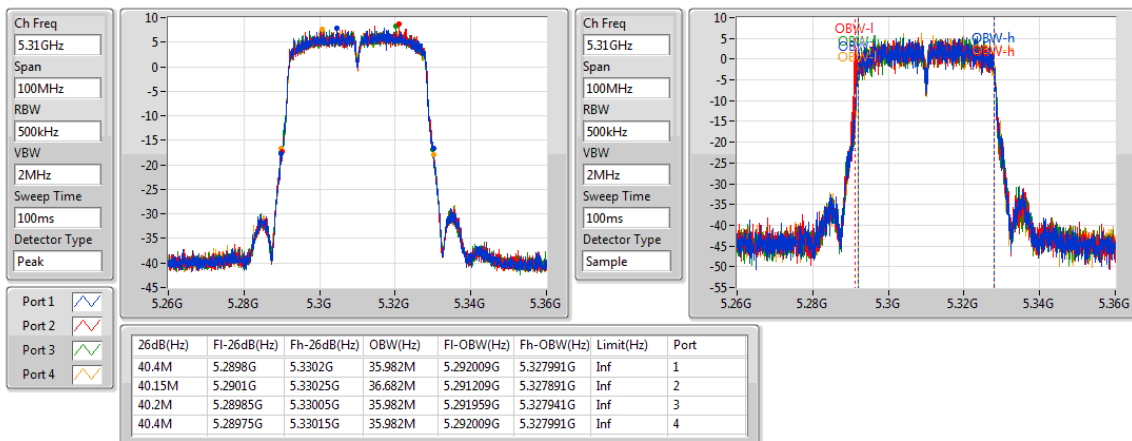 Ch Freq
5.31GHz
Span
100MHz
RBW
500kHz
VBW
2MHz
Sweep Time
100ms
Detector Type
Peak
10
5
0
-5
-10
-15
-20
-25
-30
-35
-40
-45
5.26G 5.28G 5.3G 5.32G 5.34G 5.36G
Ch Freq
5.31GHz
Span
100MHz
RBW
500kHz
VBW
2MHz
Sweep Time
100ms
Detector Type
Sample
10
5
0
-5
-10
-15
-20
-25
-30
-35
-40
-45
-50
-55
OBW-l
OBW-h
OBW-h
OBW-l
5.26G 5.28G 5.3G 5.32G 5.34G 5.36G
Port 1
Port 2
Port 3
Port 4
26dB(Hz) Fl-26dB(Hz) Fh-26dB(Hz) OBW(Hz) Fl-OBW(Hz) Fh-OBW(Hz) Limit(Hz) Port
40.4M 5.2898G 5.3302G 35.982M 5.292009G 5.327991G Inf 1
40.15M 5.2901G 5.33025G 36.682M 5.291209G 5.327891G Inf 2
40.2M 5.28985G 5.33005G 35.982M 5.291959G 5.327941G Inf 3
40.4M 5.28975G 5.33015G 35.982M 5.292009G 5.327991G Inf 4